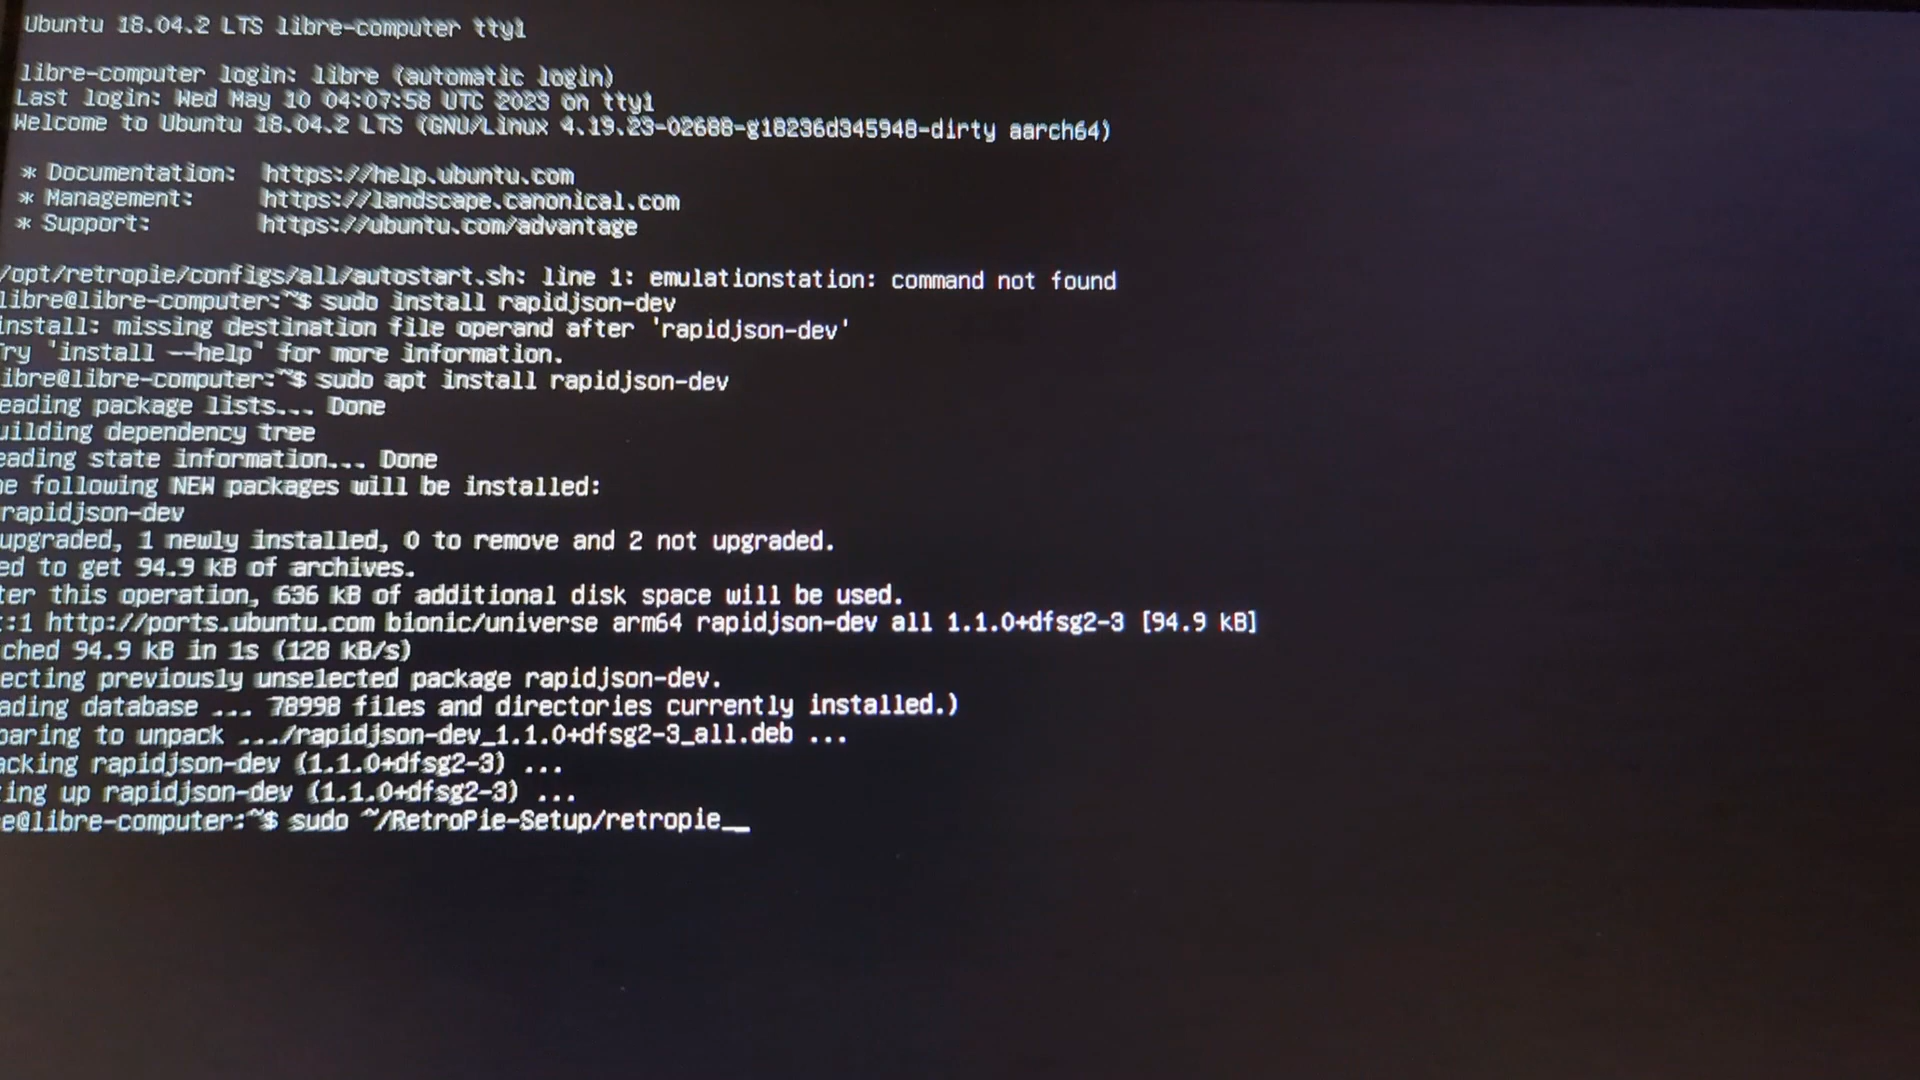 Ubuntu 18.04.2 LTS libre-computer tty1
libre-computer login: libre (automatic login)
Last login: Wed May 10 04:07:58 UTC 2023 on tty1
Welcome to Ubuntu 18.04.2 LTS (GNU/Linux 4.19.23-02688-g18236d345948-dirty aarch64)
* Documentation: https://help.ubuntu.com
* Management: https://landscape.canonical.com
* Support: https://ubuntu.com/advantage
/opt/retropie/configs/all/autostart.sh: line 1: emulationstation: command not found
libre@libre-computer:~$ sudo install rapidjson-dev
install: missing destination file operand after 'rapidjson-dev'
Try 'install --help' for more information.
ibre@libre-computer:~$ sudo apt install rapidjson-dev
eading package lists... Done
uilding dependency tree
eading state information... Done
he following NEW packages will be installed:
rapidjson-dev
upgraded, 1 newly installed, 0 to remove and 2 not upgraded.
ed to get 94.9 kB of archives.
ter this operation, 636 kB of additional disk space will be used.
t:1 http://ports.ubuntu.com bionic/universe arm64 rapidjson-dev all 1.1.0+dfsg2-3 [94.9 kB]
ched 94.9 kB in 1s (128 kB/s)
ecting previously unselected package rapidjson-dev.
ading database ... 78998 files and directories currently installed.)
paring to unpack .../rapidjson-dev_1.1.0+dfsg2-3_all.deb ...
acking rapidjson-dev (1.1.0+dfsg2-3) ...
ing up rapidjson-dev (1.1.0+dfsg2-3) ...
e@libre-computer:~$ sudo ~/RetroPie-Setup/retropie_